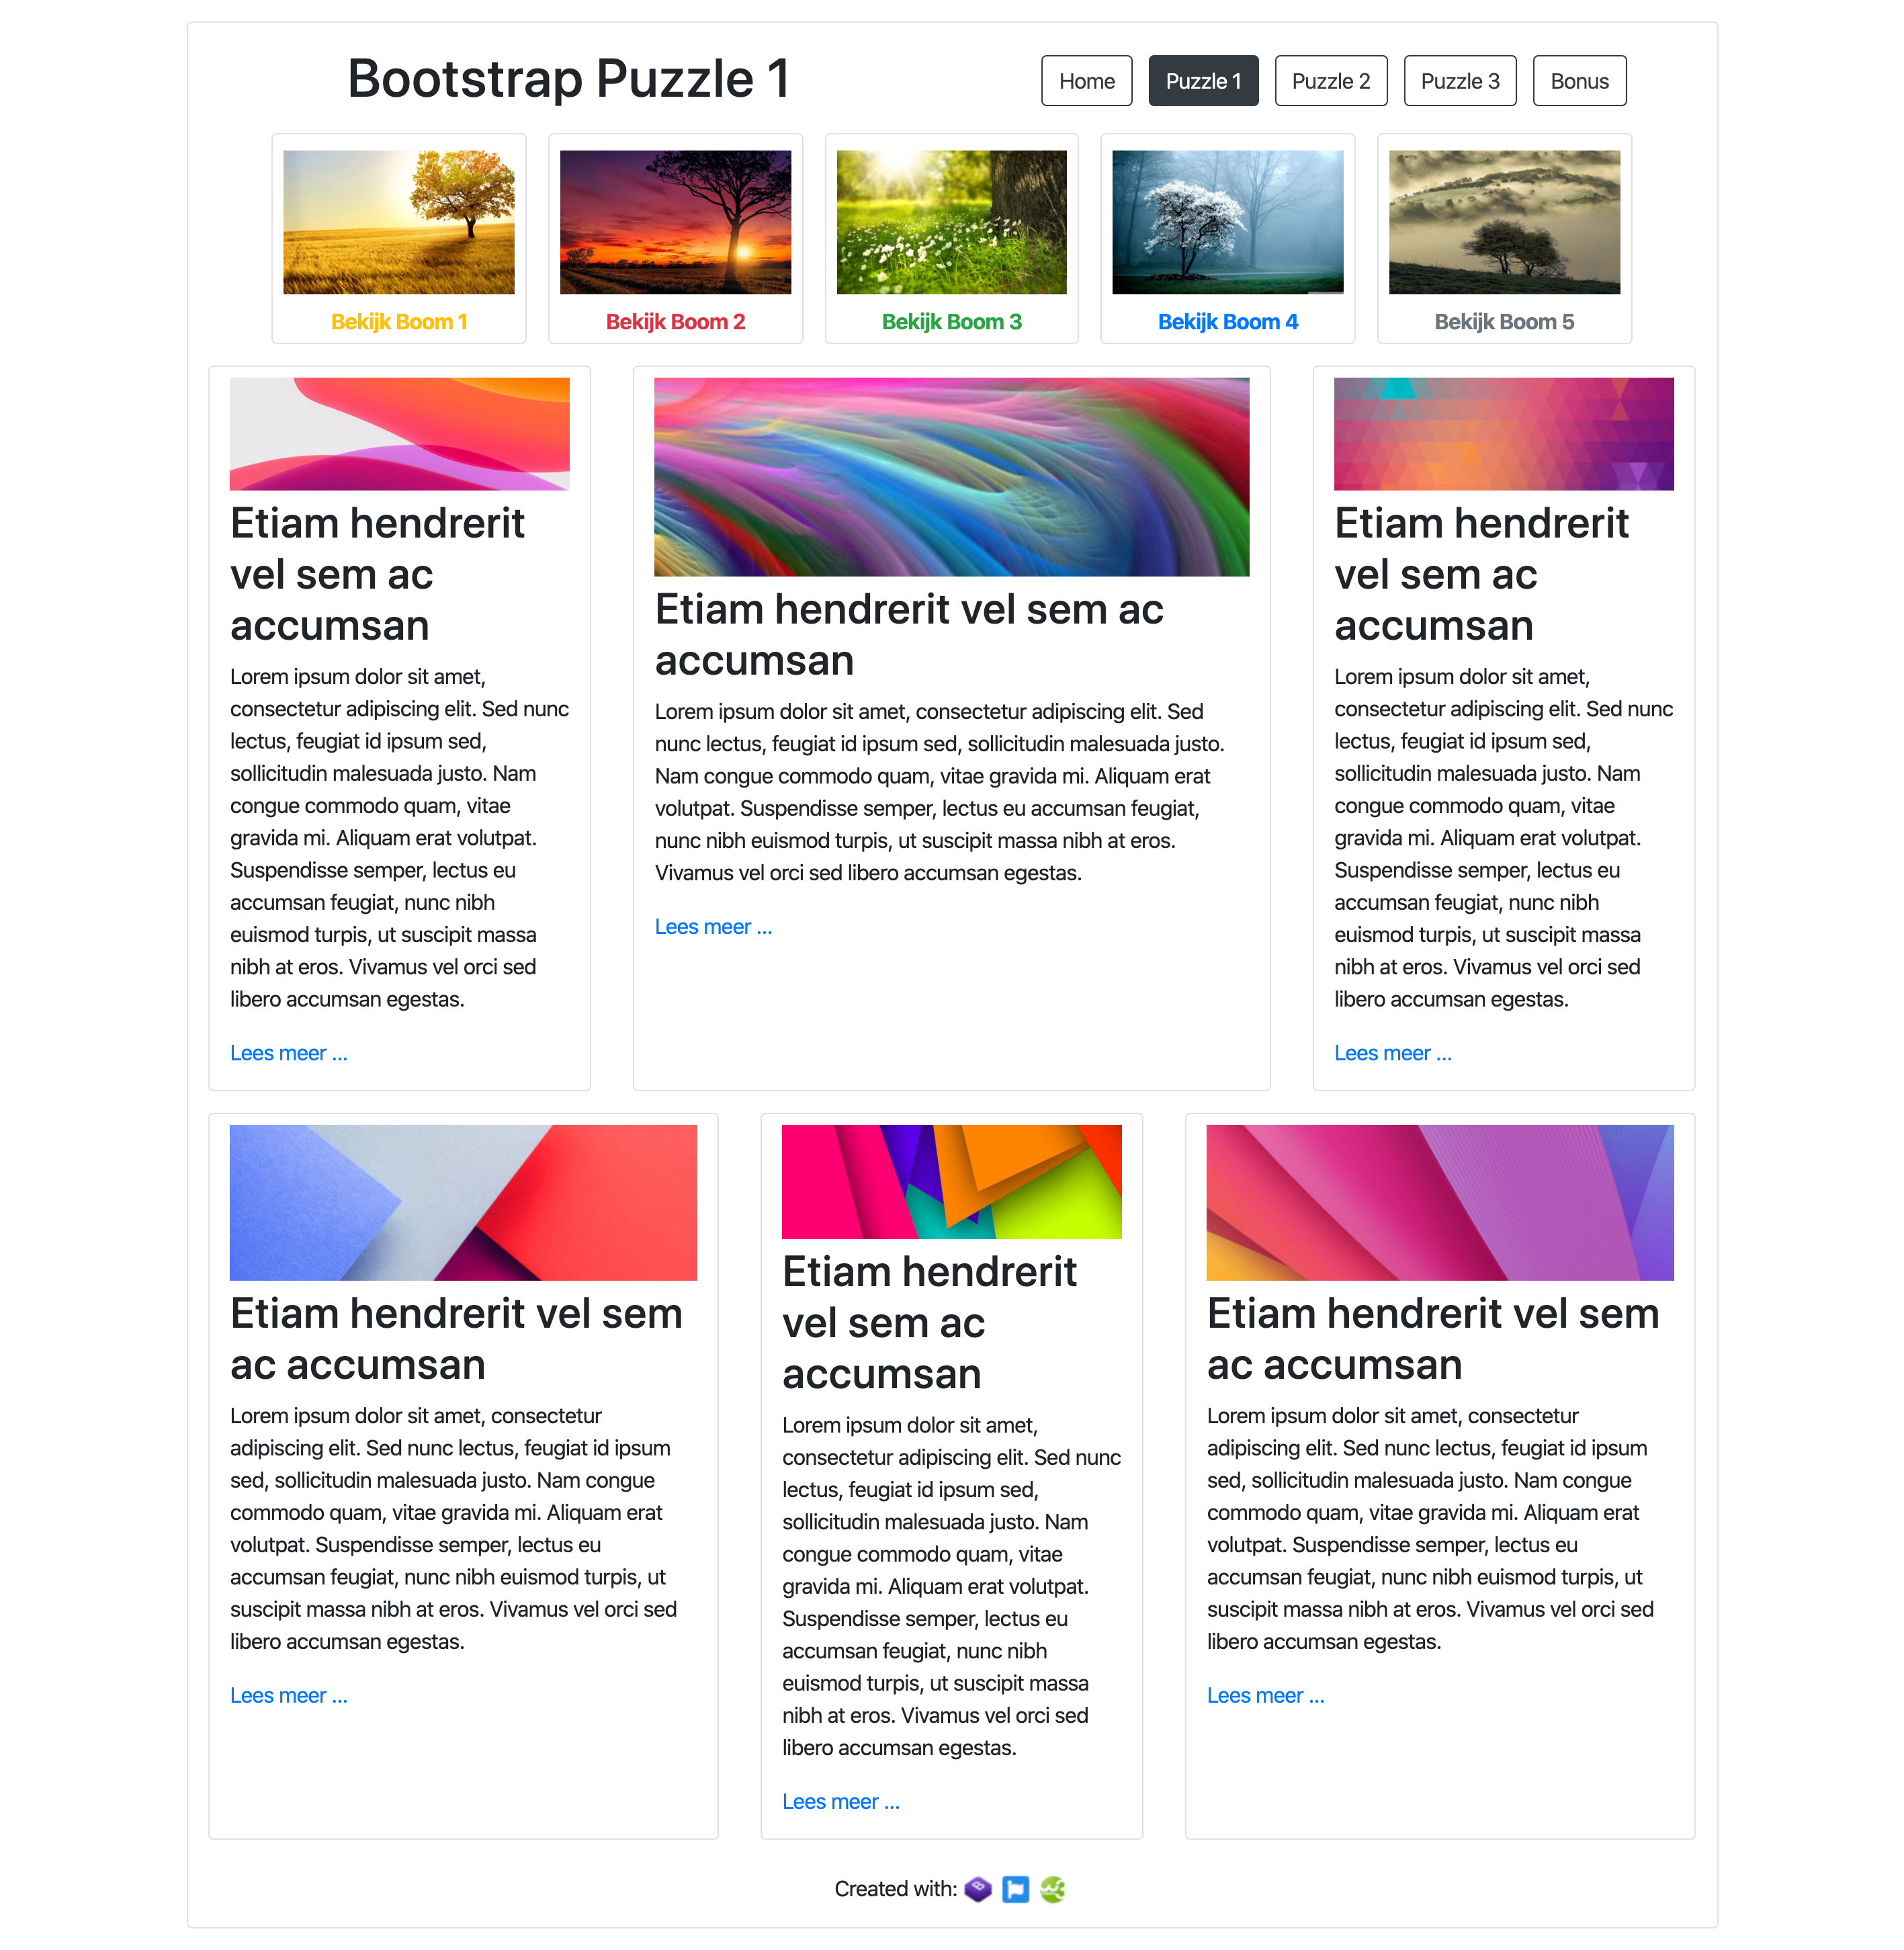 Bootstrap Puzzle 1
Home
Puzzle 1
Puzzle 2
Puzzle 3
Bonus
Bekijk Boom 1
Bekijk Boom 2
Bekijk Boom 3
Bekijk Boom 4
Bekijk Boom 5
Etiam hendrerit
vel sem ac
accumsan
Lorem ipsum dolor sit amet,
consectetur adipiscing elit. Sed nunc
lectus, feugiat id ipsum sed,
sollicitudin malesuada justo. Nam
congue commodo quam, vitae
gravida mi. Aliquam erat volutpat.
Suspendisse semper, lectus eu
accumsan feugiat, nunc nibh
euismod turpis, ut suscipit massa
nibh at eros. Vivamus vel orci sed
libero accumsan egestas.
Lees meer ...
Etiam hendrerit vel sem ac
accumsan
Lorem ipsum dolor sit amet, consectetur adipiscing elit. Sed
nunc lectus, feugiat id ipsum sed, sollicitudin malesuada justo.
Nam congue commodo quam, vitae gravida mi. Aliquam erat
volutpat. Suspendisse semper, lectus eu accumsan feugiat,
nunc nibh euismod turpis, ut suscipit massa nibh at eros.
Vivamus vel orci sed libero accumsan egestas.
Lees meer ...
Etiam hendrerit
vel sem ac
accumsan
Lorem ipsum dolor sit amet,
consectetur adipiscing elit. Sed nunc
lectus, feugiat id ipsum sed,
sollicitudin malesuada justo. Nam
congue commodo quam, vitae
gravida mi. Aliquam erat volutpat.
Suspendisse semper, lectus eu
accumsan feugiat, nunc nibh
euismod turpis, ut suscipit massa
nibh at eros. Vivamus vel orci sed
libero accumsan egestas.
Lees meer ...
Etiam hendrerit vel sem
ac accumsan
Lorem ipsum dolor sit amet, consectetur
adipiscing elit. Sed nunc lectus, feugiat id ipsum
sed, sollicitudin malesuada justo. Nam congue
commodo quam, vitae gravida mi. Aliquam erat
volutpat. Suspendisse semper, lectus eu
accumsan feugiat, nunc nibh euismod turpis, ut
suscipit massa nibh at eros. Vivamus vel orci sed
libero accumsan egestas.
Lees meer ...
Etiam hendrerit
vel sem ac
accumsan
Lorem ipsum dolor sit amet,
consectetur adipiscing elit. Sed nunc
lectus, feugiat id ipsum sed,
sollicitudin malesuada justo. Nam
congue commodo quam, vitae
gravida mi. Aliquam erat volutpat.
Suspendisse semper, lectus eu
accumsan feugiat, nunc nibh
euismod turpis, ut suscipit massa
nibh at eros. Vivamus vel orci sed
libero accumsan egestas.
Lees meer ...
Etiam hendrerit vel sem
ac accumsan
Lorem ipsum dolor sit amet, consectetur
adipiscing elit. Sed nunc lectus, feugiat id ipsum
sed, sollicitudin malesuada justo. Nam congue
commodo quam, vitae gravida mi. Aliquam erat
volutpat. Suspendisse semper, lectus eu
accumsan feugiat, nunc nibh euismod turpis, ut
suscipit massa nibh at eros. Vivamus vel orci sed
libero accumsan egestas.
Lees meer ...
Created with: